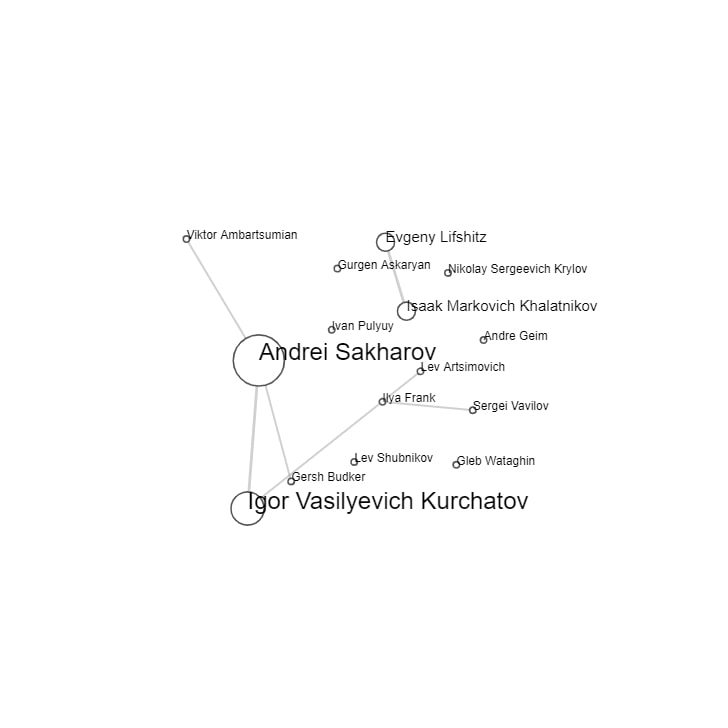 Viktor Ambartsumian
Evgeny Lifshitz
Gurgen Askaryan
Nikolay Sergeevich Krylov
Isaak Markovich Khalatnikov
Ivan Pulyuy
Andre Geim
Andrei Sakharov
Lev Artsimovich
Ilya Frank
Sergei Vavilov
Lev Shubnikov
Gleb Wataghin
Gersh Budker
Igor Vasilyevich Kurchatov